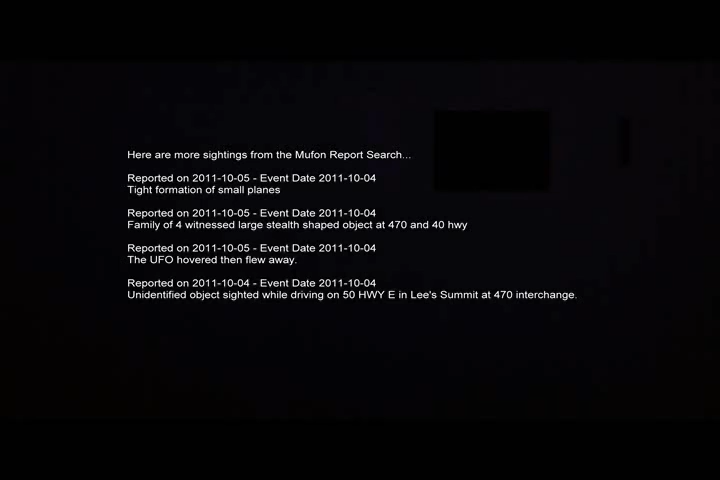 Here are more sightings from the Mufon Report Search...
Reported on 2011-10-05 - Event Date 2011-10-04
Tight formation of small planes
Reported on 2011-10-05 - Event Date 2011-10-04
Family of 4 witnessed large stealth shaped object at 470 and 40 hwy
Reported on 2011-10-05 - Event Date 2011-10-04
The UFO hovered then flew away.
Reported on 2011-10-04 - Event Date 2011-10-04
Unidentified object sighted while driving on 50 HWY E in Lee's Summit at 470 interchange.